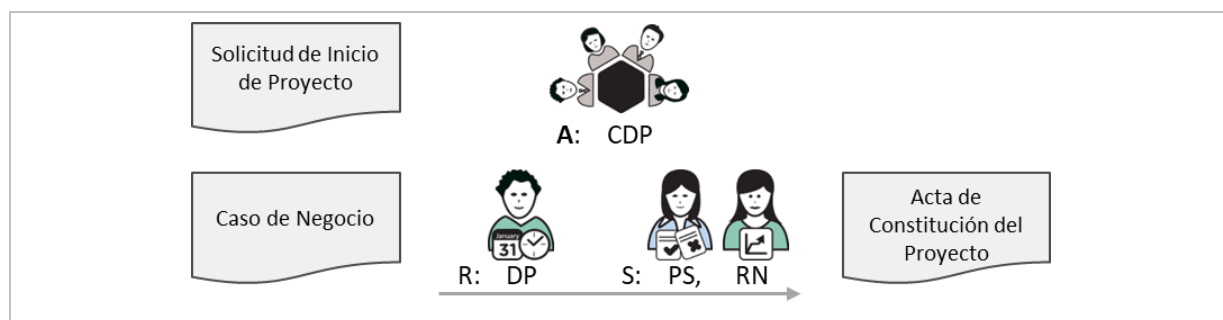 Solicitud de Inicio
de Proyecto
A: CDP
Caso de Negocio
January
31
Acta de
Constitución del
Proyecto
R: DP S: PS, RN